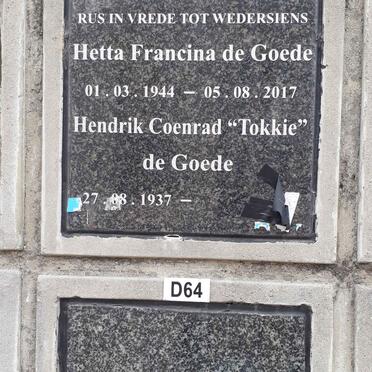 RUS IN VREDE TOT WEDERSIENS
Hetta Francina de Goede
01 . 03 . 1944 – 05 . 08 . 2017
Hendrik Coenrad “Tokkie”
de Goede
27 . 08 . 1937 –
D64